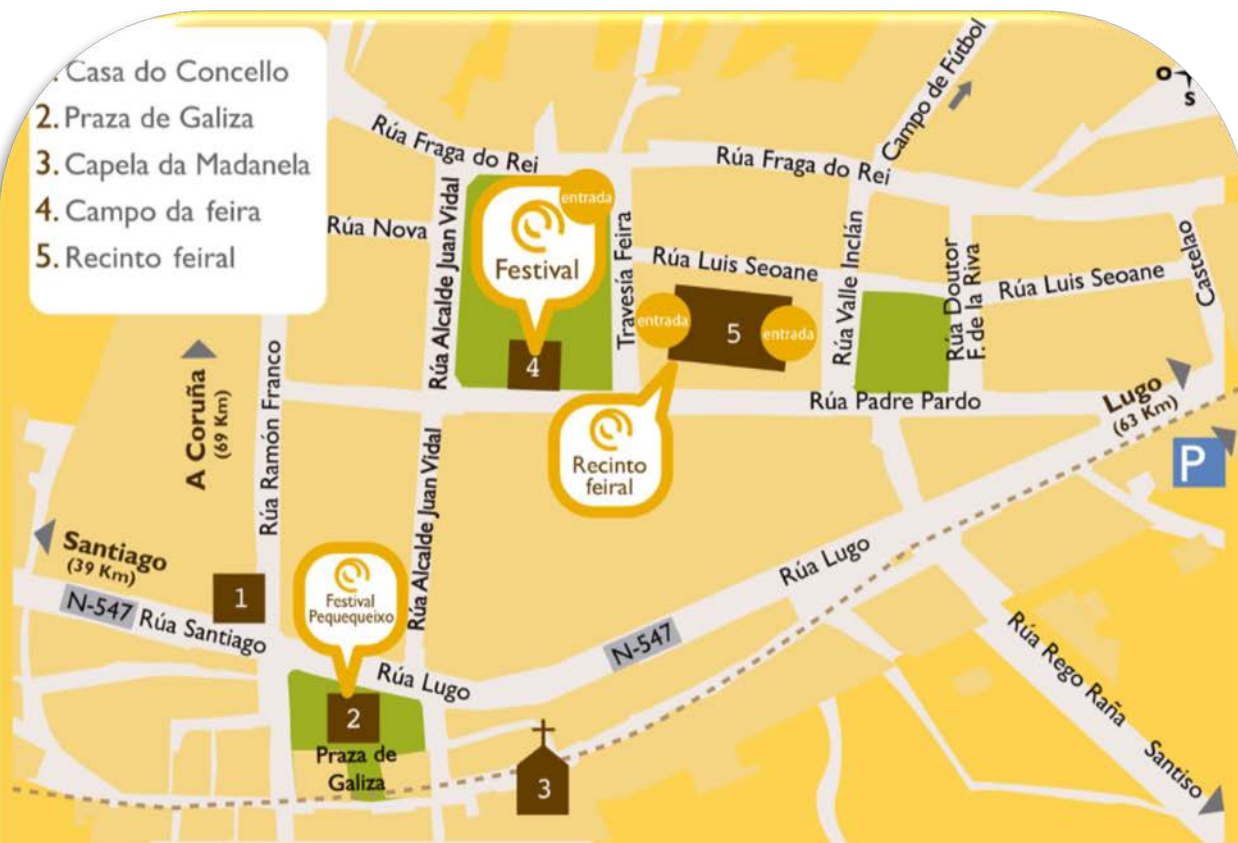 . Casa do Concello
2. Praza de Galiza
3. Capela da Madanela
4. Campo da feira
5. Recinto feiral
O
S
Campo de Fútbol
Rúa Fraga do Rei
Rúa Fraga do Rei
Rúa Nova
Rúa Alcalde Juan Vidal
entrada
Festival
4
Travesía Feira
Rúa Luis Seoane
entrada
5
entrada
Rúa Valle Inclán
Rúa Doutor
F. de la Riva
Rúa Luis Seoane
Castelao
A Coruña
(69 Km)
Rúa Ramón Franco
Rúa Padre Pardo
Lugo
(63 Km)
P
Recinto
feiral
Rúa Alcalde Juan Vidal
Santiago
(39 Km)
N-547
Rúa Santiago
1
Festival
Pequequeixo
Rúa Lugo
N-547
Rúa Lugo
2
Praza de
Galiza
3
Rúa Rego Raña
Santiso